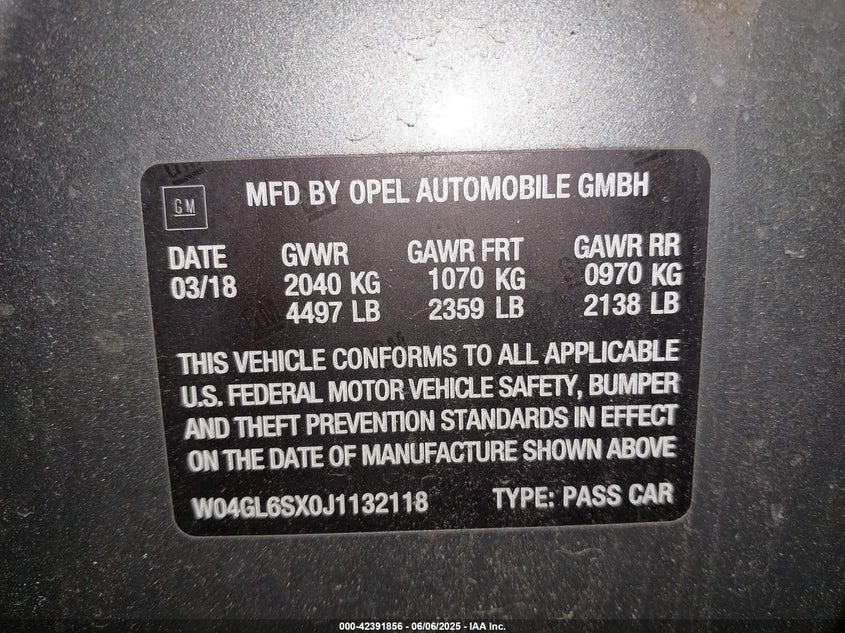 GM
MFD BY OPEL AUTOMOBILE GMBH
DATE GVWR GAWR FRT GAWR RR
03/18 2040 KG 1070 KG 0970 KG
4497 LB 2359 LB 2138 LB
THIS VEHICLE CONFORMS TO ALL APPLICABLE
U.S. FEDERAL MOTOR VEHICLE SAFETY, BUMPER
AND THEFT PREVENTION STANDARDS IN EFFECT
ON THE DATE OF MANUFACTURE SHOWN ABOVE
W04GL6SX0J1132118 TYPE: PASS CAR
000-42391856 - 06/06/2025 - IAA Inc.